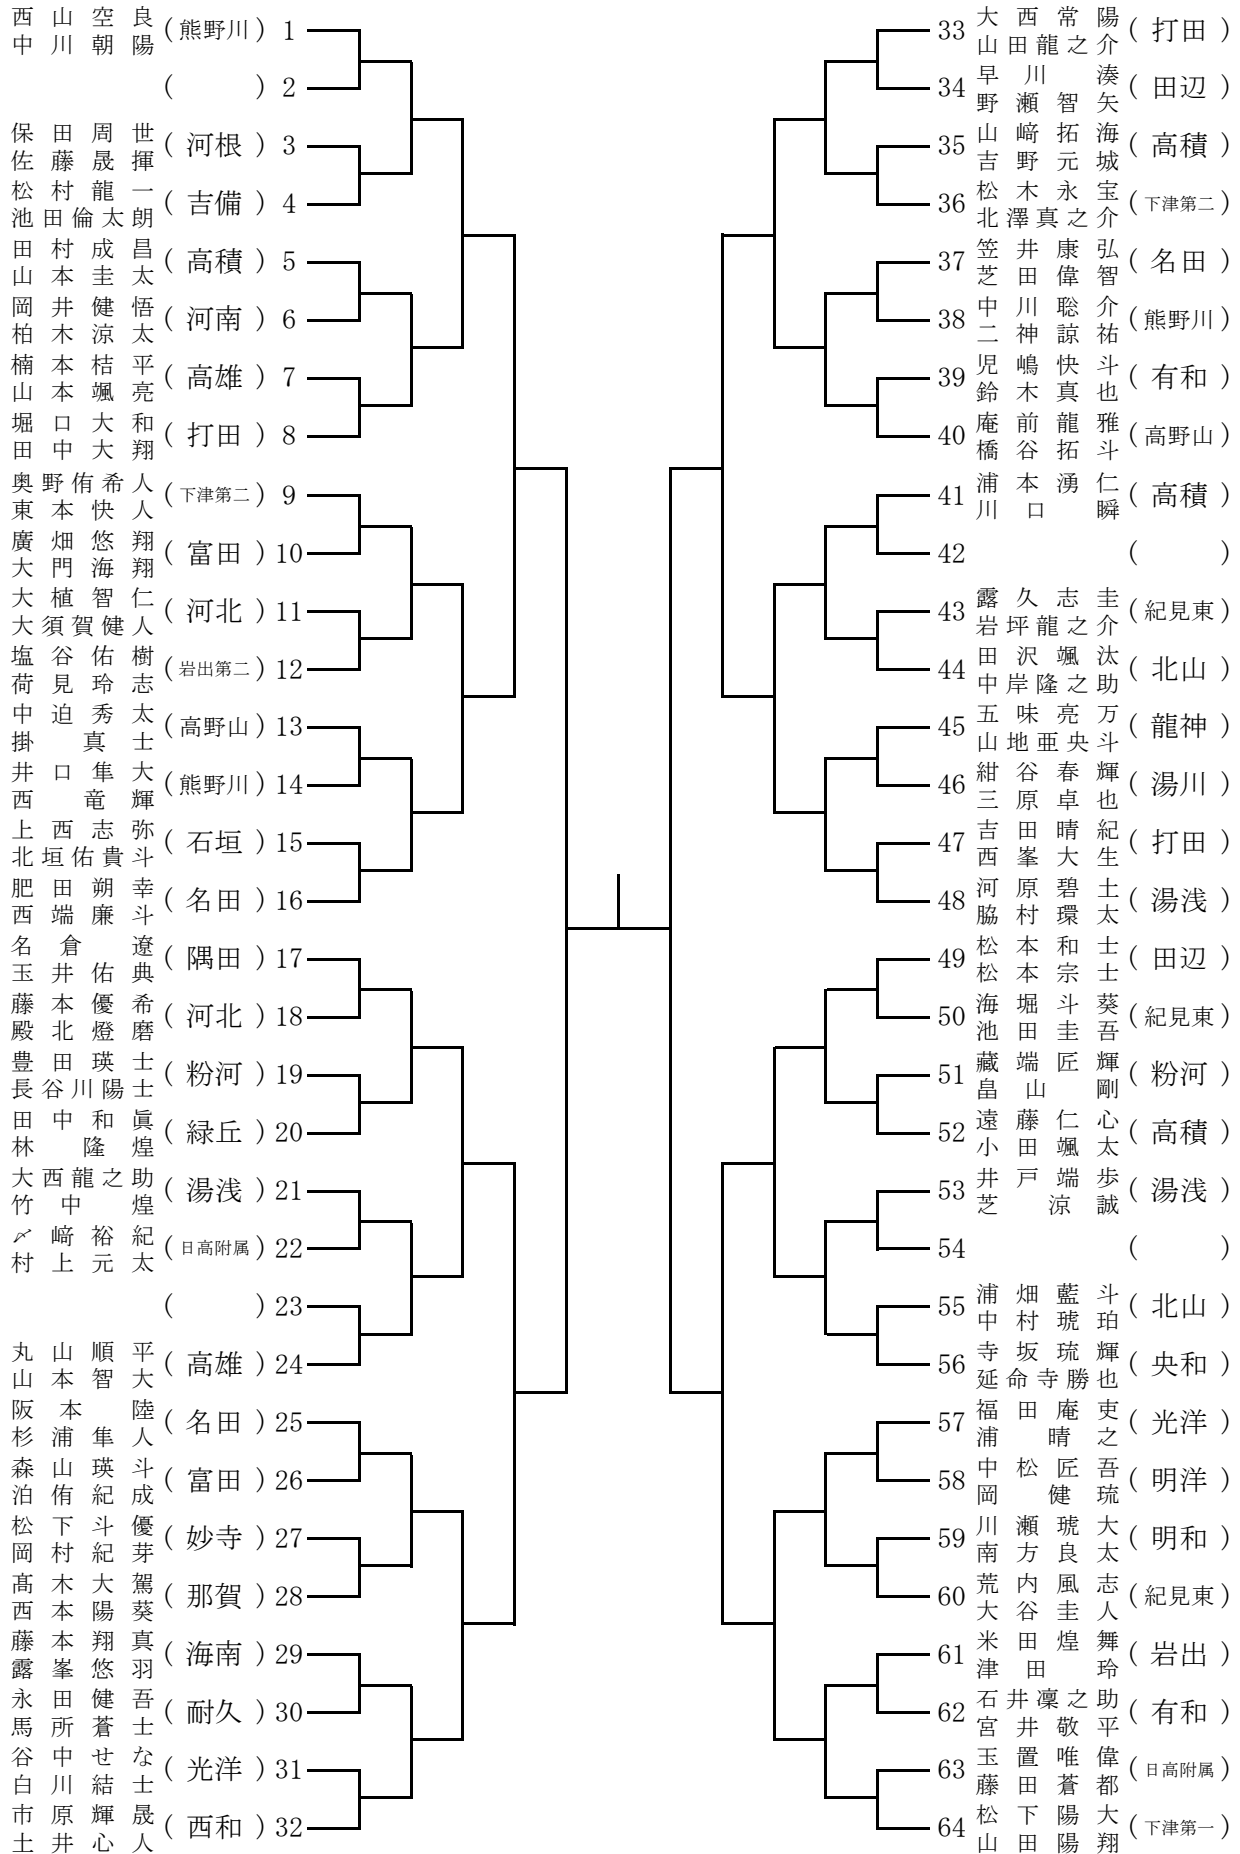 西山空良
中川朝陽
(熊野川) 1
( ) 2
保田周世
佐藤晟揮
(河根) 3
松村龍一
池田倫太朗
(吉備) 4
田村成昌
山本圭太
(高積) 5
岡井健悟
柏木涼太
(河南) 6
楠本桔平
山本颯亮
(高雄) 7
堀口大和
田中大翔
(打田) 8
奥野侑希人
東本快人
(下津第二) 9
廣畑悠翔
大門海翔
(富田) 10
大植智仁
大須賀健人
(河北) 11
塩谷佑樹
荷見玲志
(岩出第二) 12
中迫秀太
掛真士
(高野山) 13
井口隼大
西竜輝
(熊野川) 14
上西志弥
北垣佑貴斗
(石垣) 15
肥田朔幸
西端廉斗
(名田) 16
名倉遼
玉井佑典
(隅田) 17
藤本優希
殿北燈磨
(河北) 18
豊田瑛士
長谷川陽士
(粉河) 19
田中和眞
林隆煌
(緑丘) 20
大西龍之助
竹中煌
(湯浅) 21
〆﨑裕紀
村上元太
(日高附属) 22
( ) 23
丸山順平
山本智大
(高雄) 24
阪本陸
杉浦隼人
(名田) 25
森山瑛斗
泊侑紀成
(富田) 26
松下斗優
岡村紀芽
(妙寺) 27
髙木大駕
西本陽葵
(那賀) 28
藤本翔真
露峯悠羽
(海南) 29
永田健吾
馬所蒼士
(耐久) 30
谷中せな
白川結士
(光洋) 31
市原輝晟
土井心人
(西和) 32
33 大西常陽
山田龍之介
(打田)
34 早川湊
野瀬智矢
(田辺)
35 山﨑拓海
吉野元城
(高積)
36 松木永宝
北澤真之介
(下津第二)
37 笠井康弘
芝田偉智
(名田)
38 中川聡介
二神諒祐
(熊野川)
39 児嶋快斗
鈴木真也
(有和)
40 庵前龍雅
橋谷拓斗
(高野山)
41 浦本湧仁
川口瞬
(高積)
42 ( )
43 露久志圭
岩坪龍之介
(紀見東)
44 田沢颯汰
中岸隆之助
(北山)
45 五味亮万
山地亜央斗
(龍神)
46 紺谷春輝
三原卓也
(湯川)
47 吉田晴紀
西峯大生
(打田)
48 河原碧土
脇村環太
(湯浅)
49 松本和士
松本宗士
(田辺)
50 海堀斗葵
池田圭吾
(紀見東)
51 藏端匠輝
畠山剛
(粉河)
52 遠藤仁心
小田颯太
(高積)
53 井戸端歩
芝涼誠
(湯浅)
54 ( )
55 浦畑藍斗
中村琥珀
(北山)
56 寺坂琉輝
延命寺勝也
(央和)
57 福田庵吏
浦晴之
(光洋)
58 中松匠吾
岡健琉
(明洋)
59 川瀬琥大
南方良太
(明和)
60 荒内風志
大谷圭人
(紀見東)
61 米田煌舞
津田玲
(岩出)
62 石井凜之助
宮井敬平
(有和)
63 玉置唯偉
藤田蒼都
(日高附属)
64 松下陽大
山田陽翔
(下津第一)